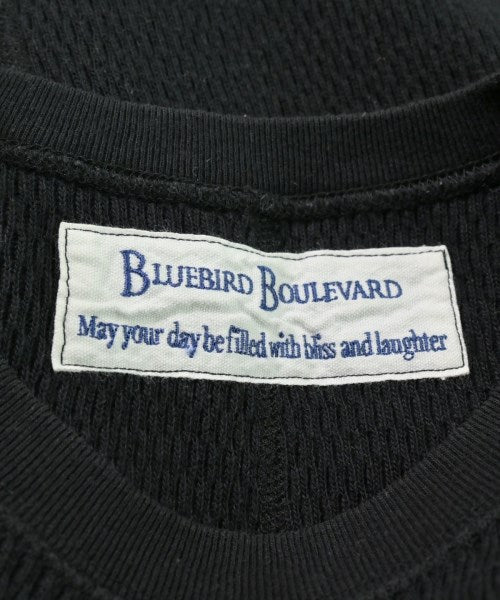 BLUEBIRD BOULEVARD
May your day be filled with bliss and laughter